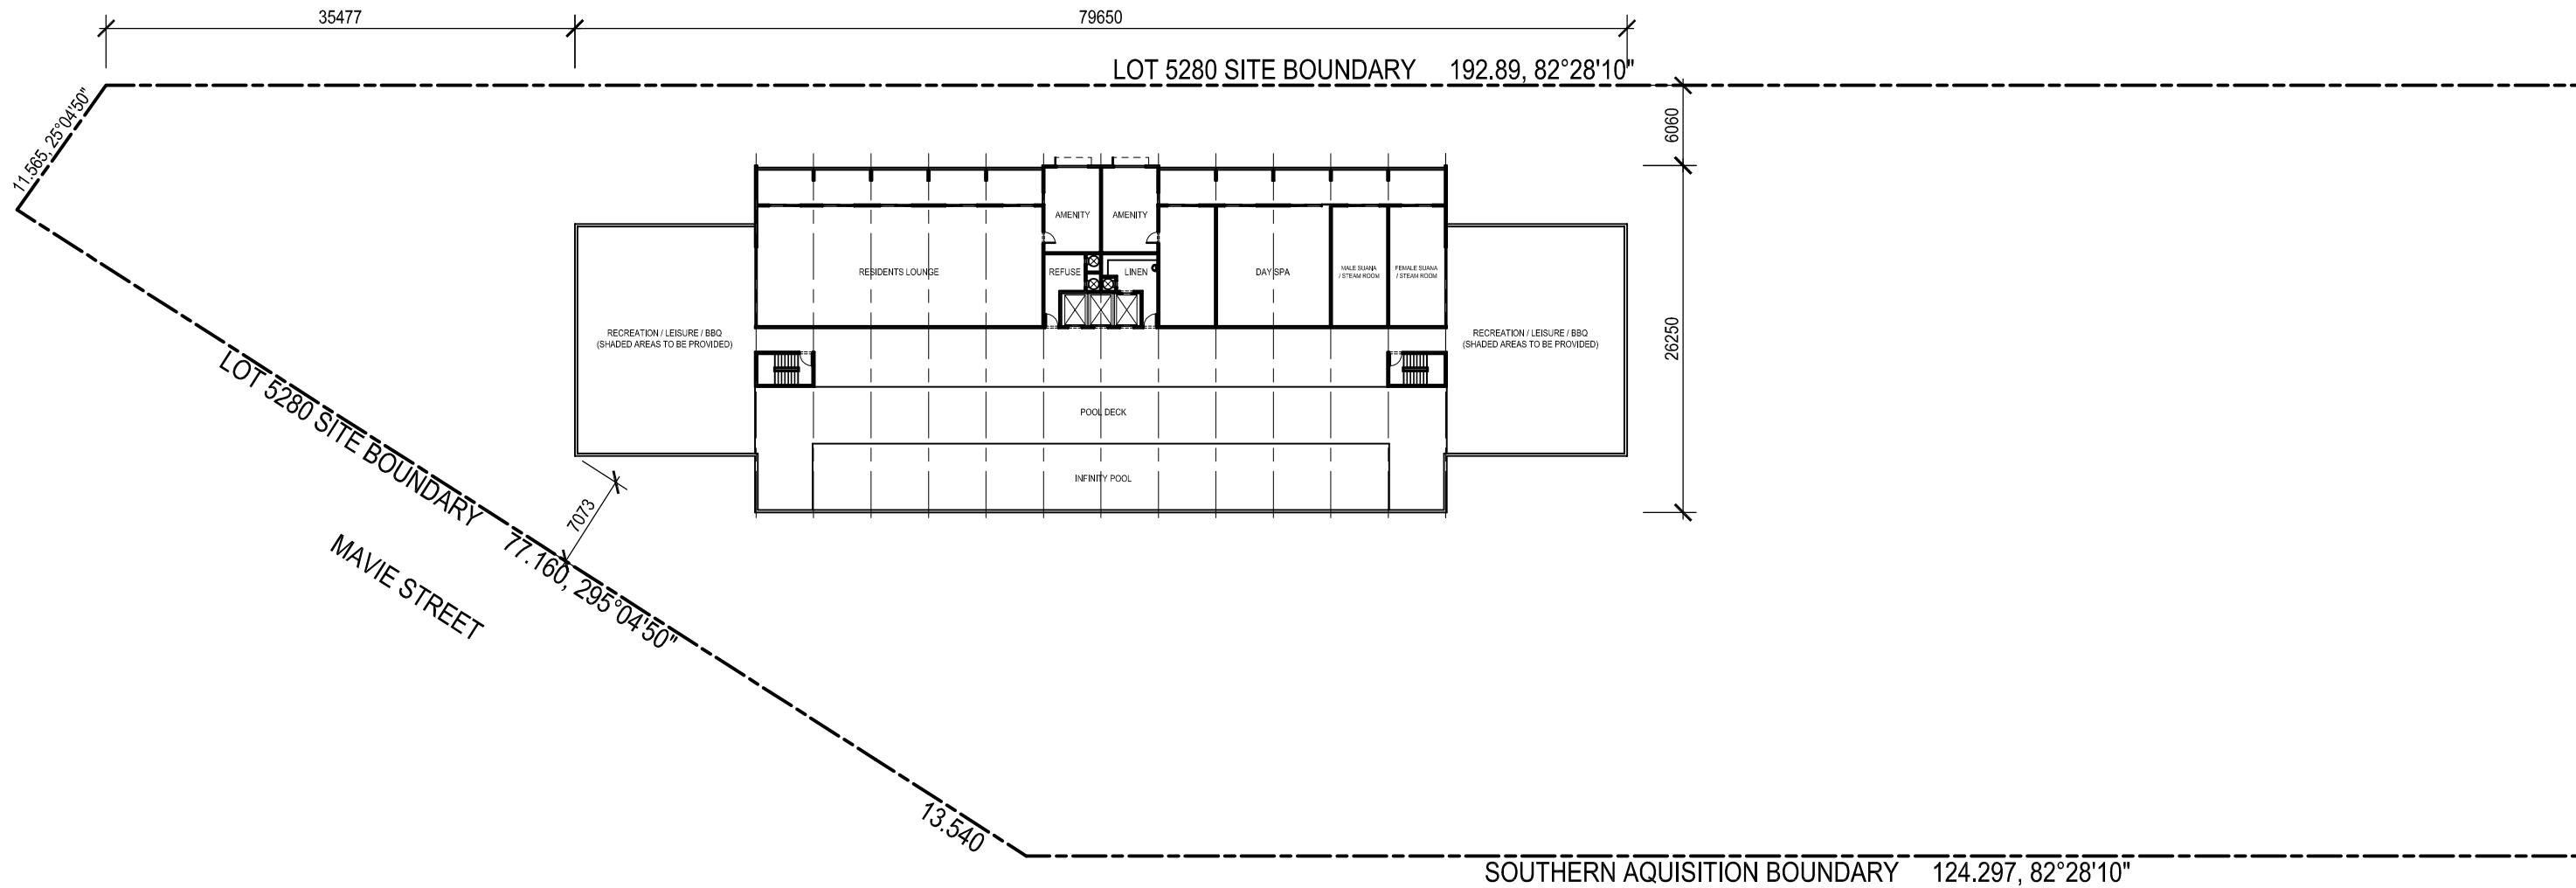 35477
79650
LOT 5280 SITE BOUNDARY 192.89, 82°28'10"
11.565, 25°04'50"
6060
AMENITY
AMENITY
RESIDENTS LOUNGE
REFUSE
LINEN
DAY SPA
MALE SUANA
/ STEAM ROOM
FEMALE SUANA
/ STEAM ROOM
RECREATION / LEISURE / BBQ
(SHADED AREAS TO BE PROVIDED)
RECREATION / LEISURE / BBQ
(SHADED AREAS TO BE PROVIDED)
26250
POOL DECK
INFINITY POOL
7073
LOT 5280 SITE BOUNDARY 77.160, 295°04'50"
MAVIE STREET
13.540
SOUTHERN AQUISITION BOUNDARY 124.297, 82°28'10"